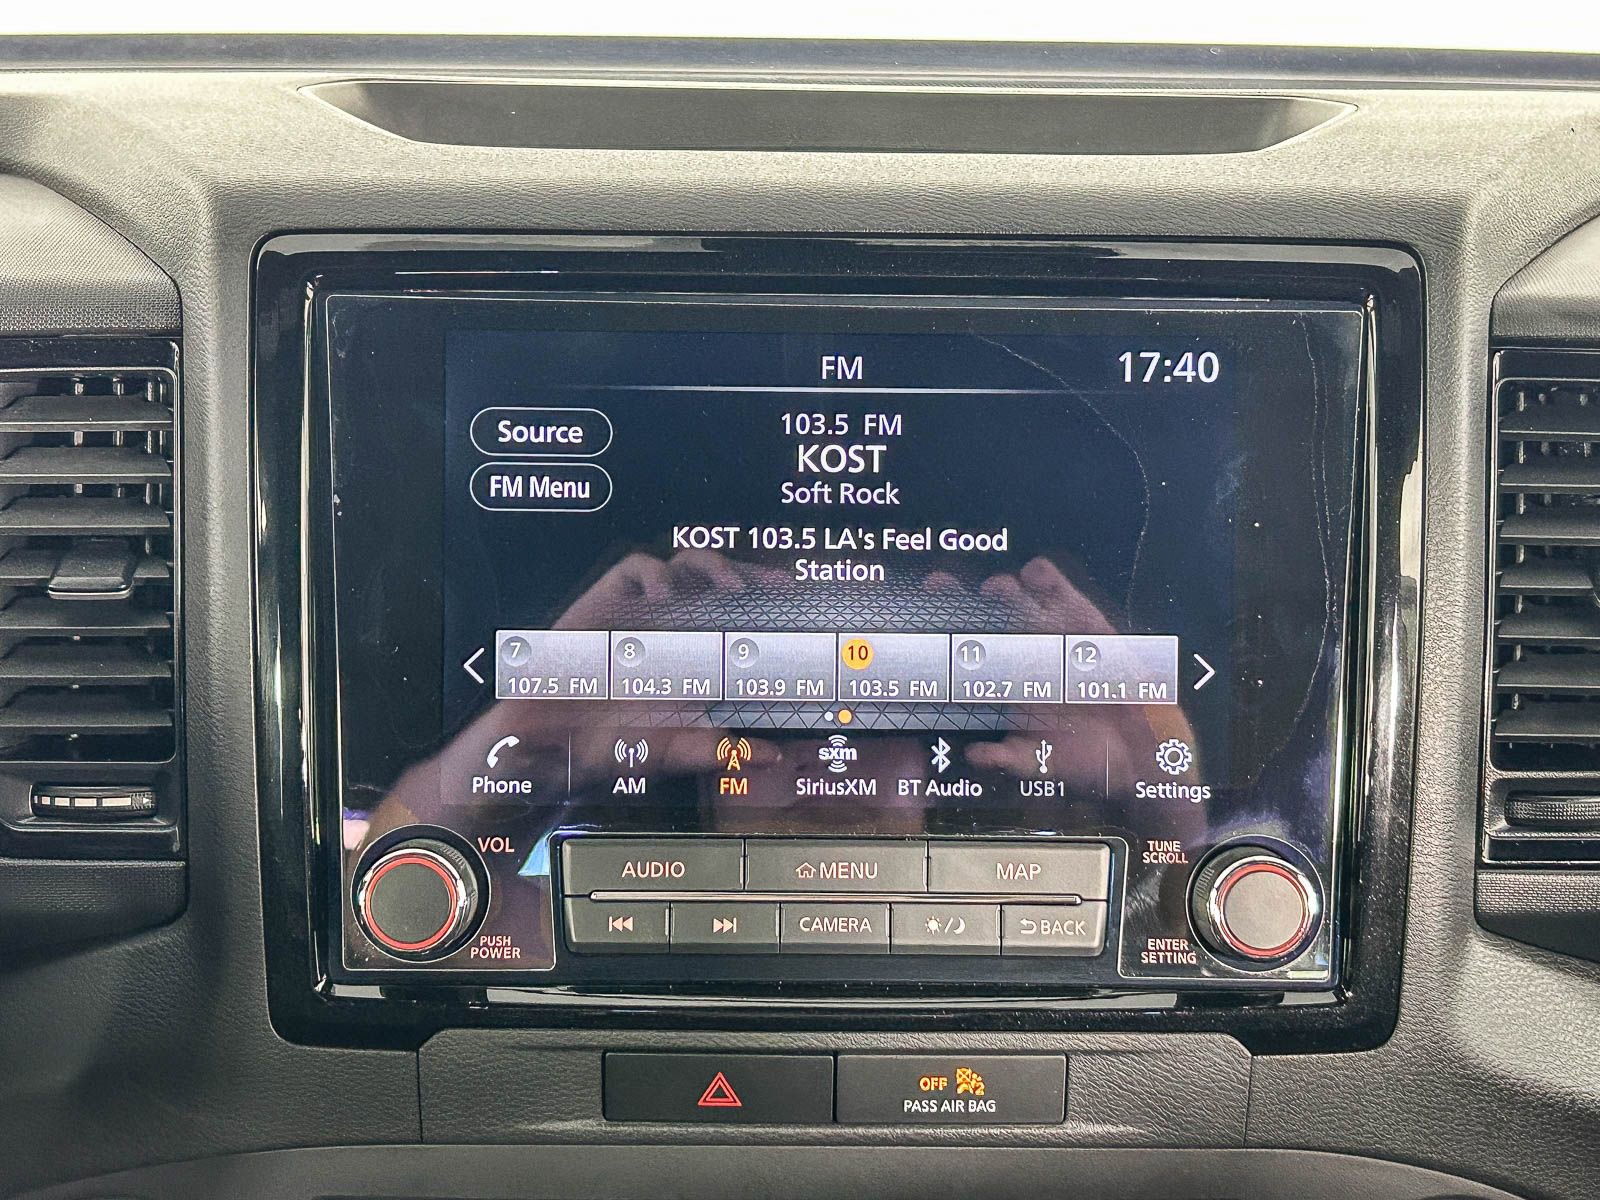 FM
17:40
Source
FM Menu
103.5 FM
KOST
Soft Rock
KOST 103.5 LA's Feel Good
Station
7 8 9 10 11 12
107.5 FM 104.3 FM 103.9 FM 103.5 FM 102.7 FM 101.1 FM
sxm
Phone AM FM SiriusXM BT Audio USB1 Settings
VOL
PUSH
POWER
AUDIO MENU MAP
CAMERA / BACK
TUNE
SCROLL
ENTER
SETTING
OFF 2
PASS AIR BAG